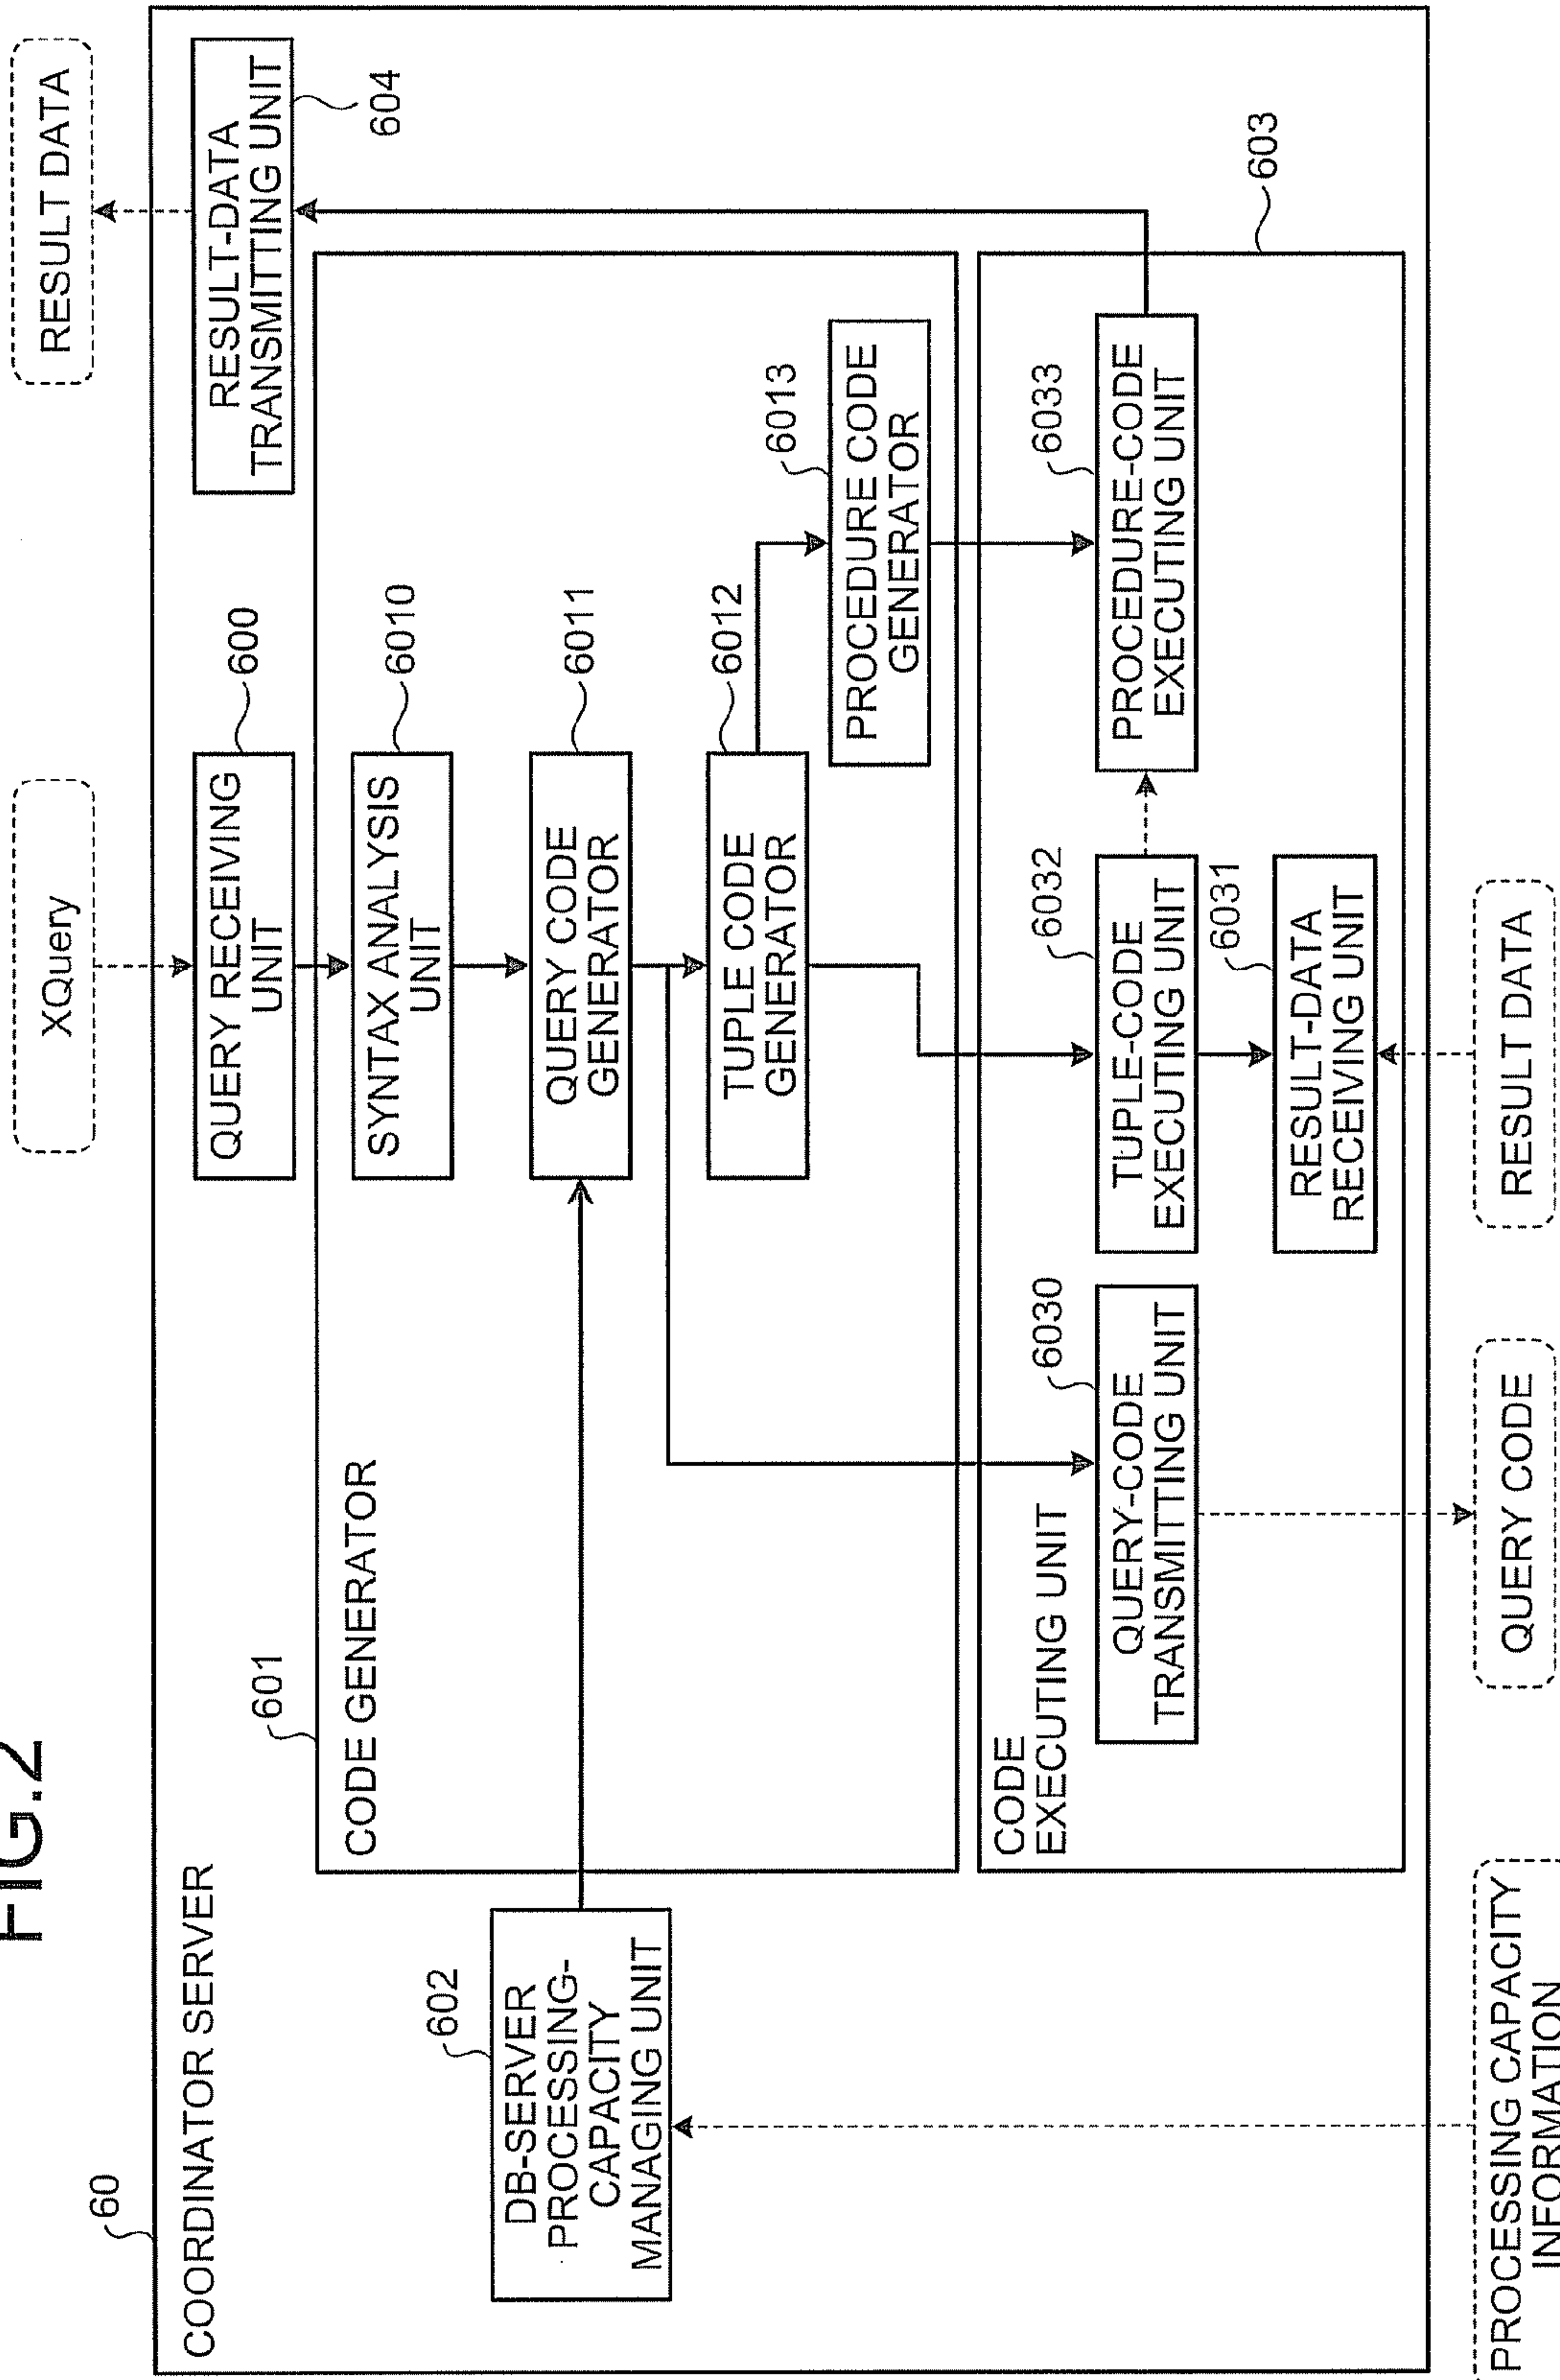 FIG.2
XQuery
RESULT DATA
60
COORDINATOR SERVER
QUERY RECEIVING
UNIT
600
RESULT-DATA
TRANSMITTING UNIT
604
601
CODE GENERATOR
SYNTAX ANALYSIS
UNIT
6010
602
DB-SERVER
PROCESSING-
CAPACITY
MANAGING UNIT
QUERY CODE
GENERATOR
6011
TUPLE CODE
GENERATOR
6012
PROCEDURE CODE
GENERATOR
6013
CODE
EXECUTING UNIT
603
QUERY-CODE
TRANSMITTING UNIT
6030
TUPLE-CODE
EXECUTING UNIT
6032
PROCEDURE-CODE
EXECUTING UNIT
6033
RESULT-DATA
RECEIVING UNIT
6031
PROCESSING CAPACITY
INFORMATION
QUERY CODE
RESULT DATA